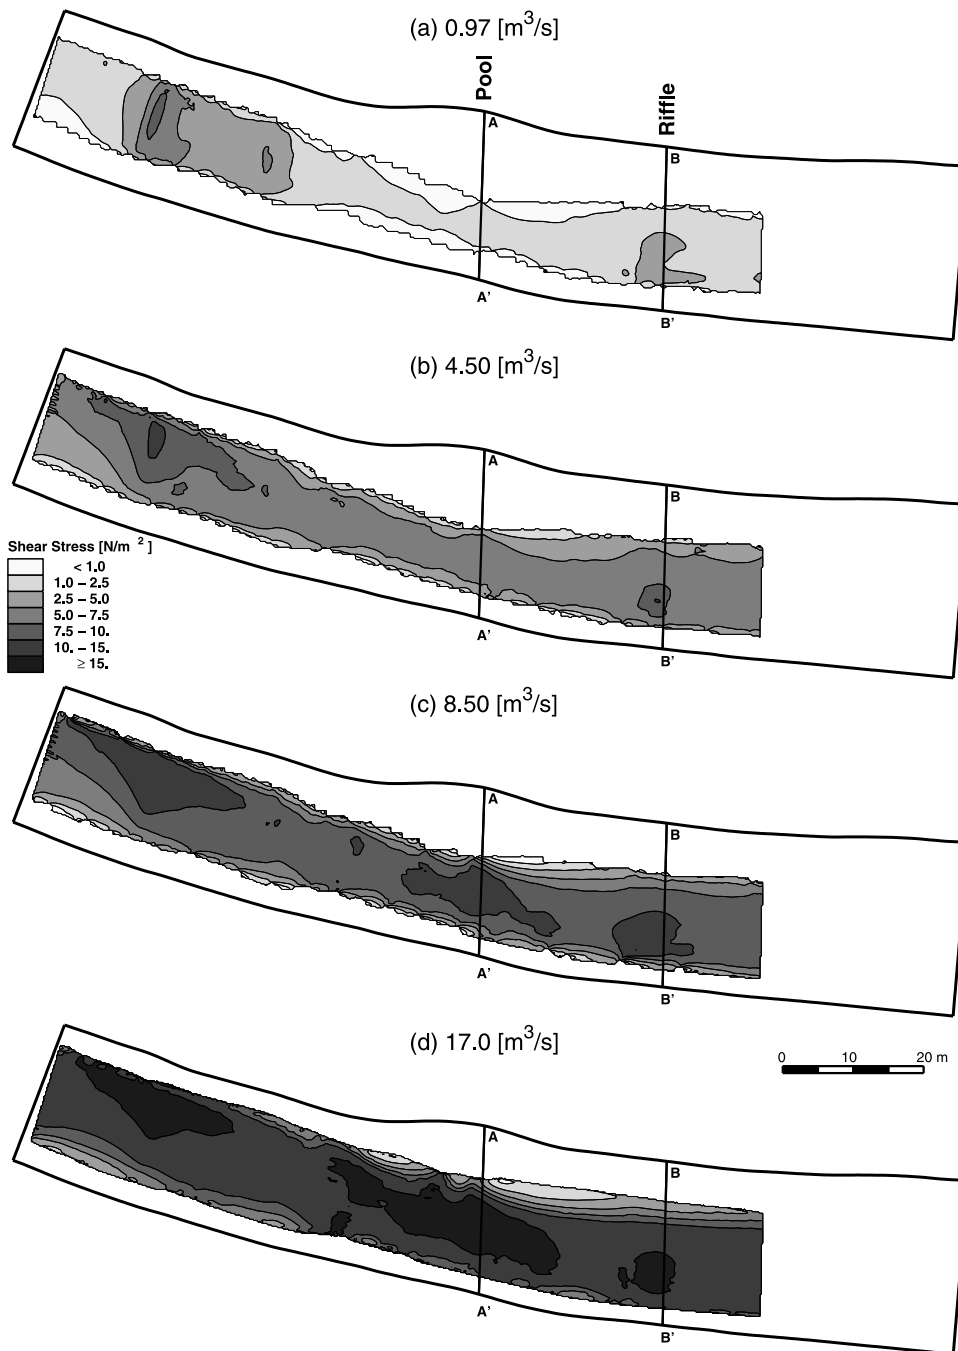 (a) 0.97 [m³/s]
Pool
Riffle
A
B
A'
B'
(b) 4.50 [m³/s]
A
B
A'
B'
Shear Stress [N/m ²]
< 1.0
1.0 – 2.5
2.5 – 5.0
5.0 – 7.5
7.5 – 10.
10. – 15.
≥ 15.
(c) 8.50 [m³/s]
A
B
A'
B'
(d) 17.0 [m³/s]
0 10 20 m
A
B
A'
B'